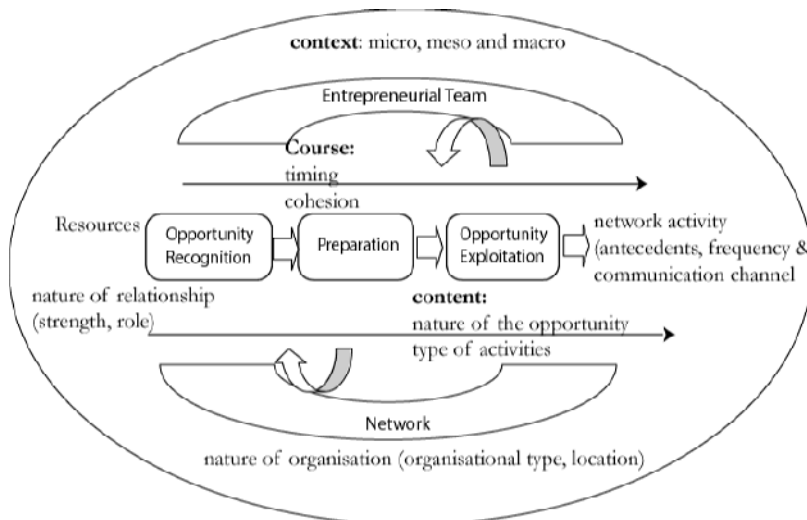 context: micro, meso and macro
Entrepreneurial Team
Course:
timing
cohesion
Resources
Opportunity
Recognition
Preparation
Opportunity
Exploitation
network activity
(antecedents, frequency &
communication channel
nature of relationship
(strength, role)
content:
nature of the opportunity
type of activities
Network
nature of organisation (organisational type, location)